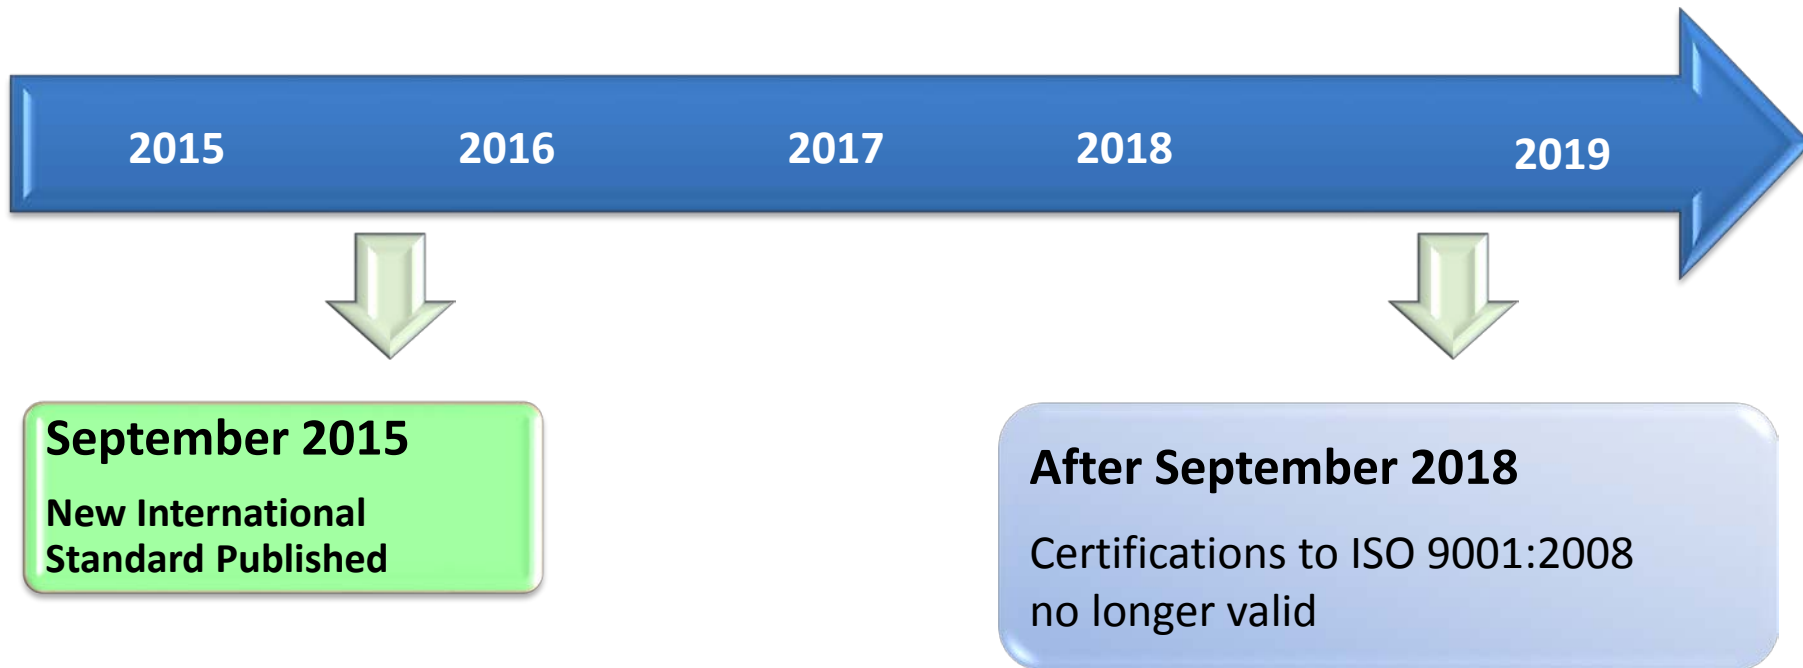 2015 2016 2017 2018 2019
September 2015
New International
Standard Published
After September 2018
Certifications to ISO 9001:2008
no longer valid